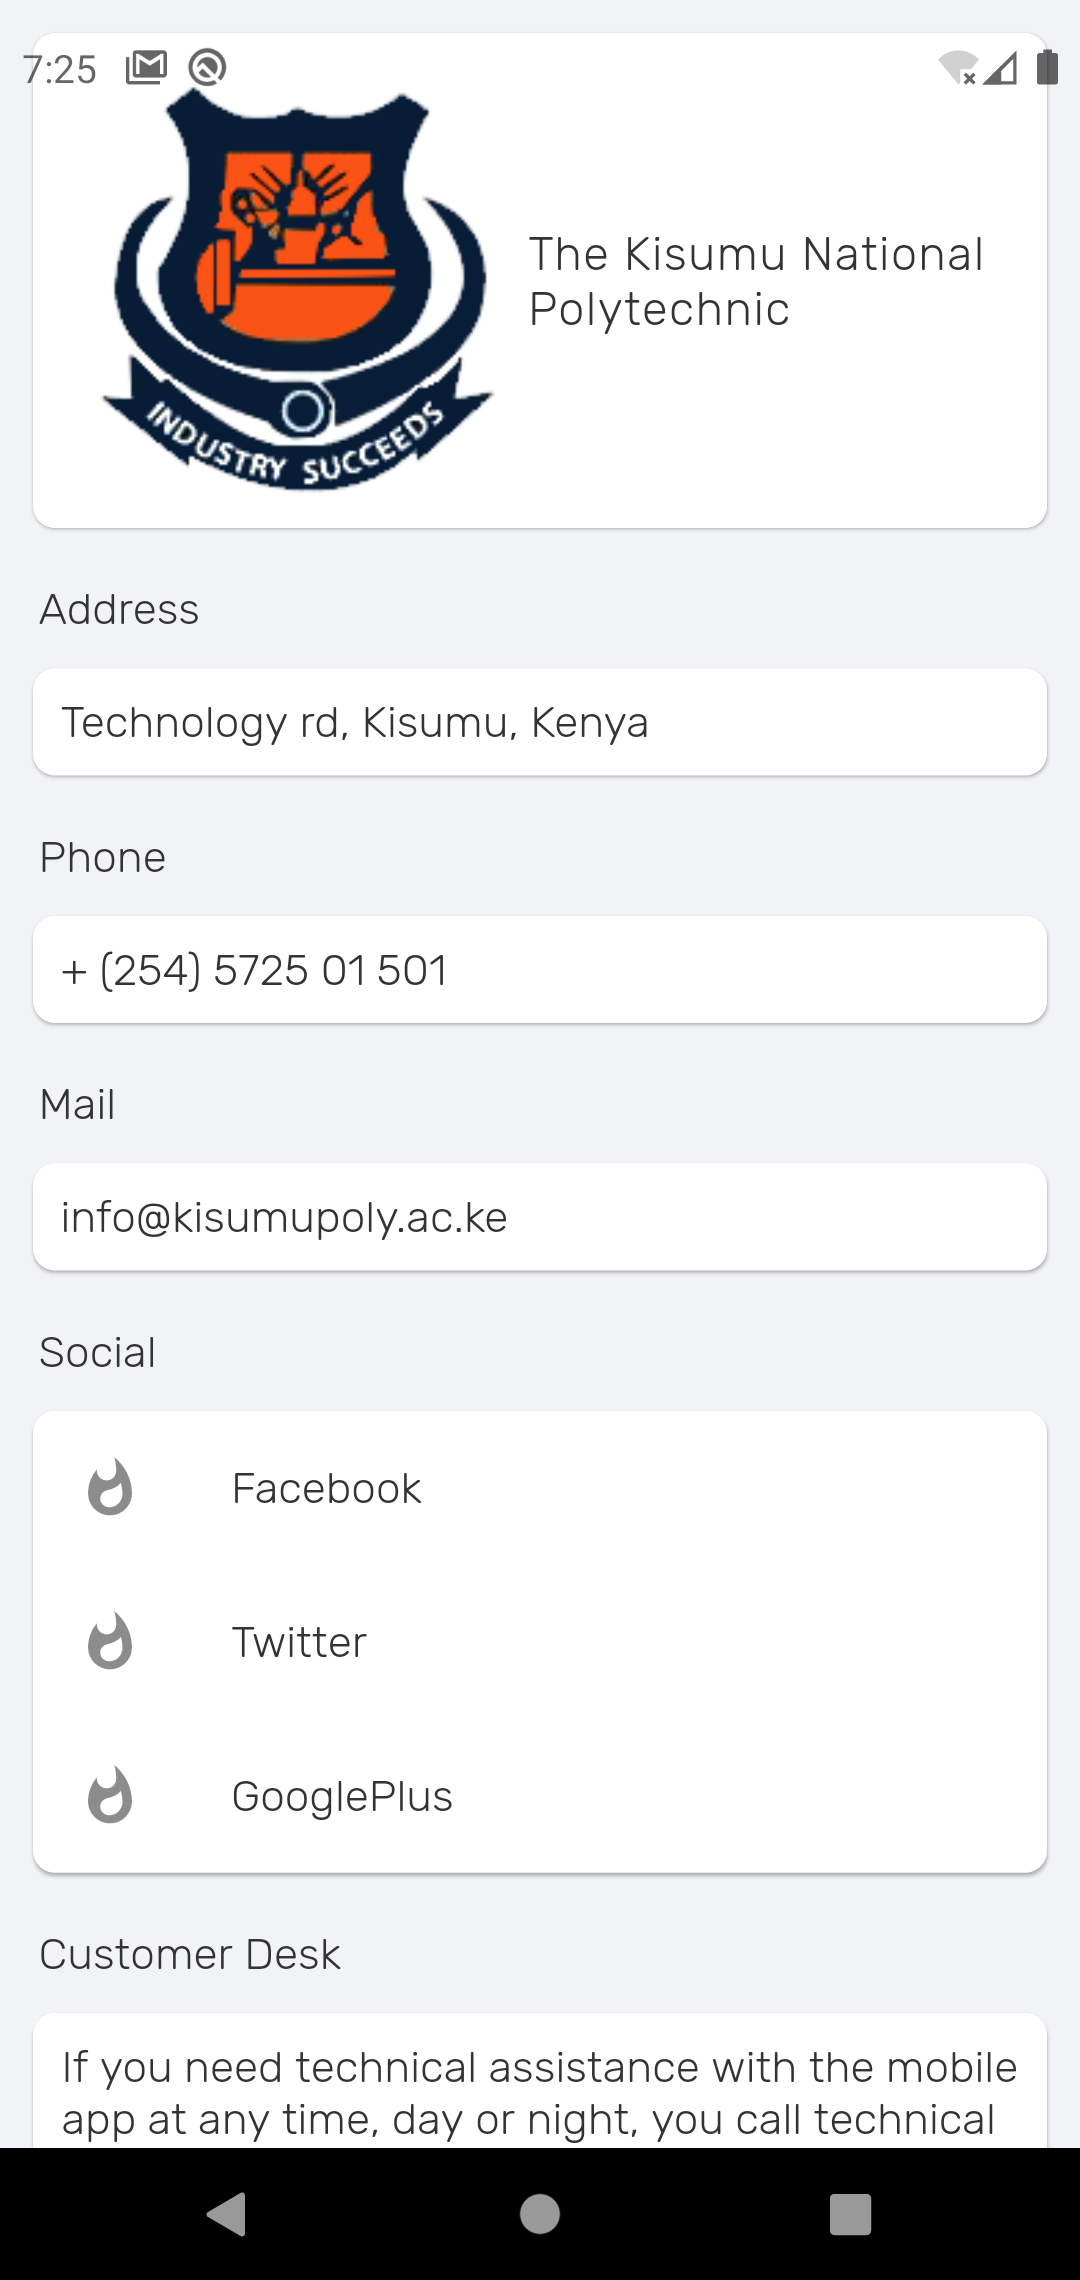 7:25
The Kisumu National
Polytechnic
INDUSTRY SUCCEEDS
Address
Technology rd, Kisumu, Kenya
Phone
+ (254) 5725 01 501
Mail
info@kisumupoly.ac.ke
Social
Facebook
Twitter
GooglePlus
Customer Desk
If you need technical assistance with the mobile
app at any time, day or night, you call technical